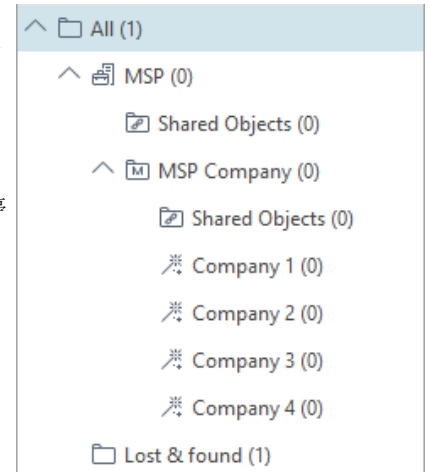 All (1)
MSP (0)
Shared Objects (0)
M MSP Company (0)
Shared Objects (0)
Company 1 (0)
Company 2 (0)
Company 3 (0)
Company 4 (0)
Lost & found (1)